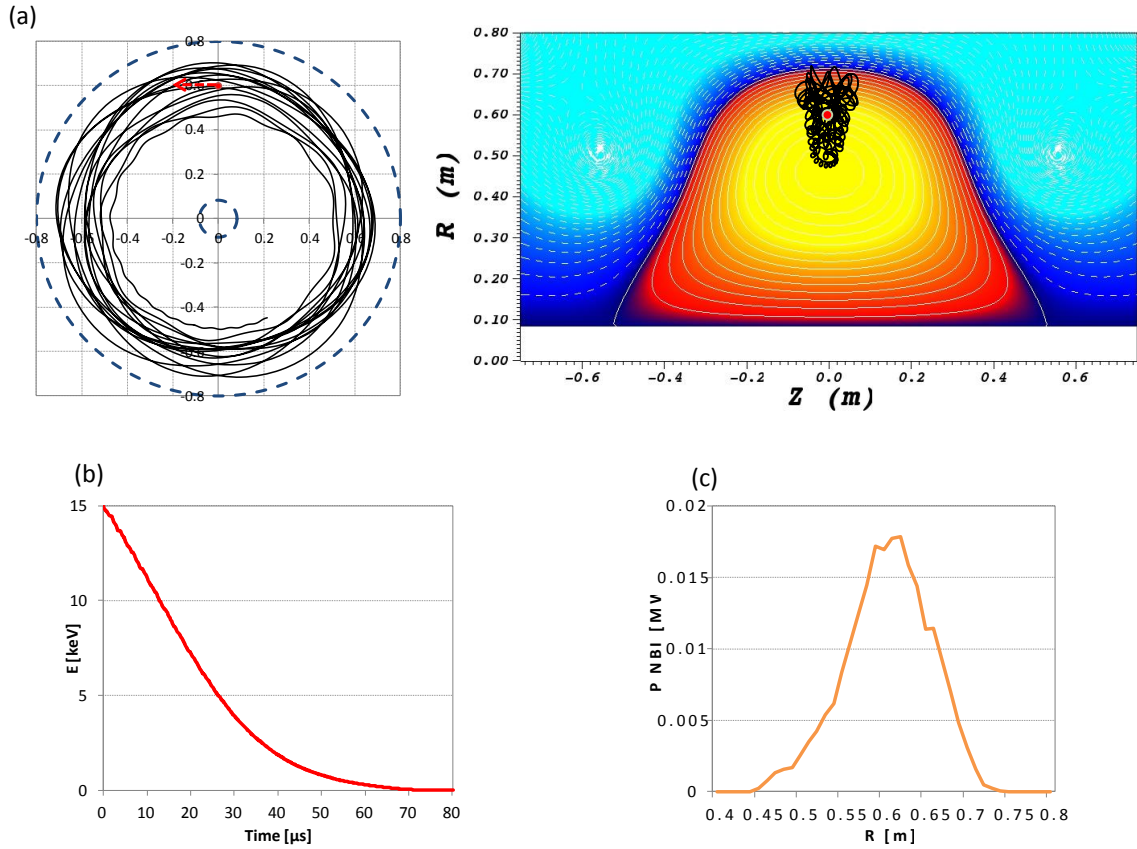 (a)
0.8
0.6
0.4
0.2
0
-0.2
-0.4
-0.6
-0.8
-0.8 -0.6 -0.4 -0.2 0 0.2 0.4 0.6 0.8
R (m)
0.80
0.70
0.60
0.50
0.40
0.30
0.20
0.10
0.00
-0.6 -0.4 -0.2 0.0 0.2 0.4 0.6
Z (m)
(b)
E [keV]
15
10
5
0
0 10 20 30 40 50 60 70 80
Time [µs]
(c)
P NBI [MV
0.02
0.015
0.01
0.005
0
0.4 0.45 0.5 0.55 0.6 0.65 0.7 0.75 0.8
R [m]